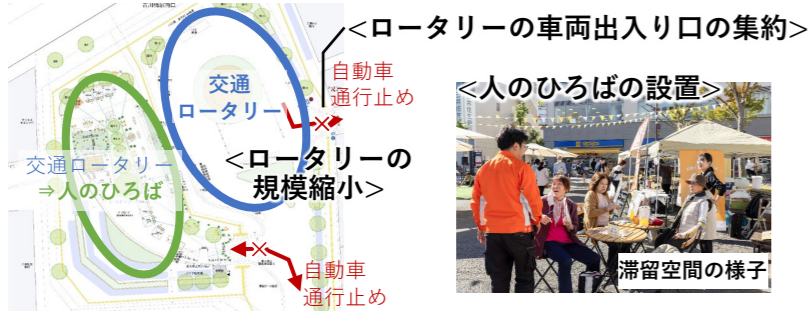 <ロータリーの車両出入り口の集約>
自動車
通行止め
交通
ロータリー
<人のひろばの設置>
交通ロータリー
⇒人のひろば
<ロータリーの
規模縮小>
自動車
通行止め
滞留空間の様子